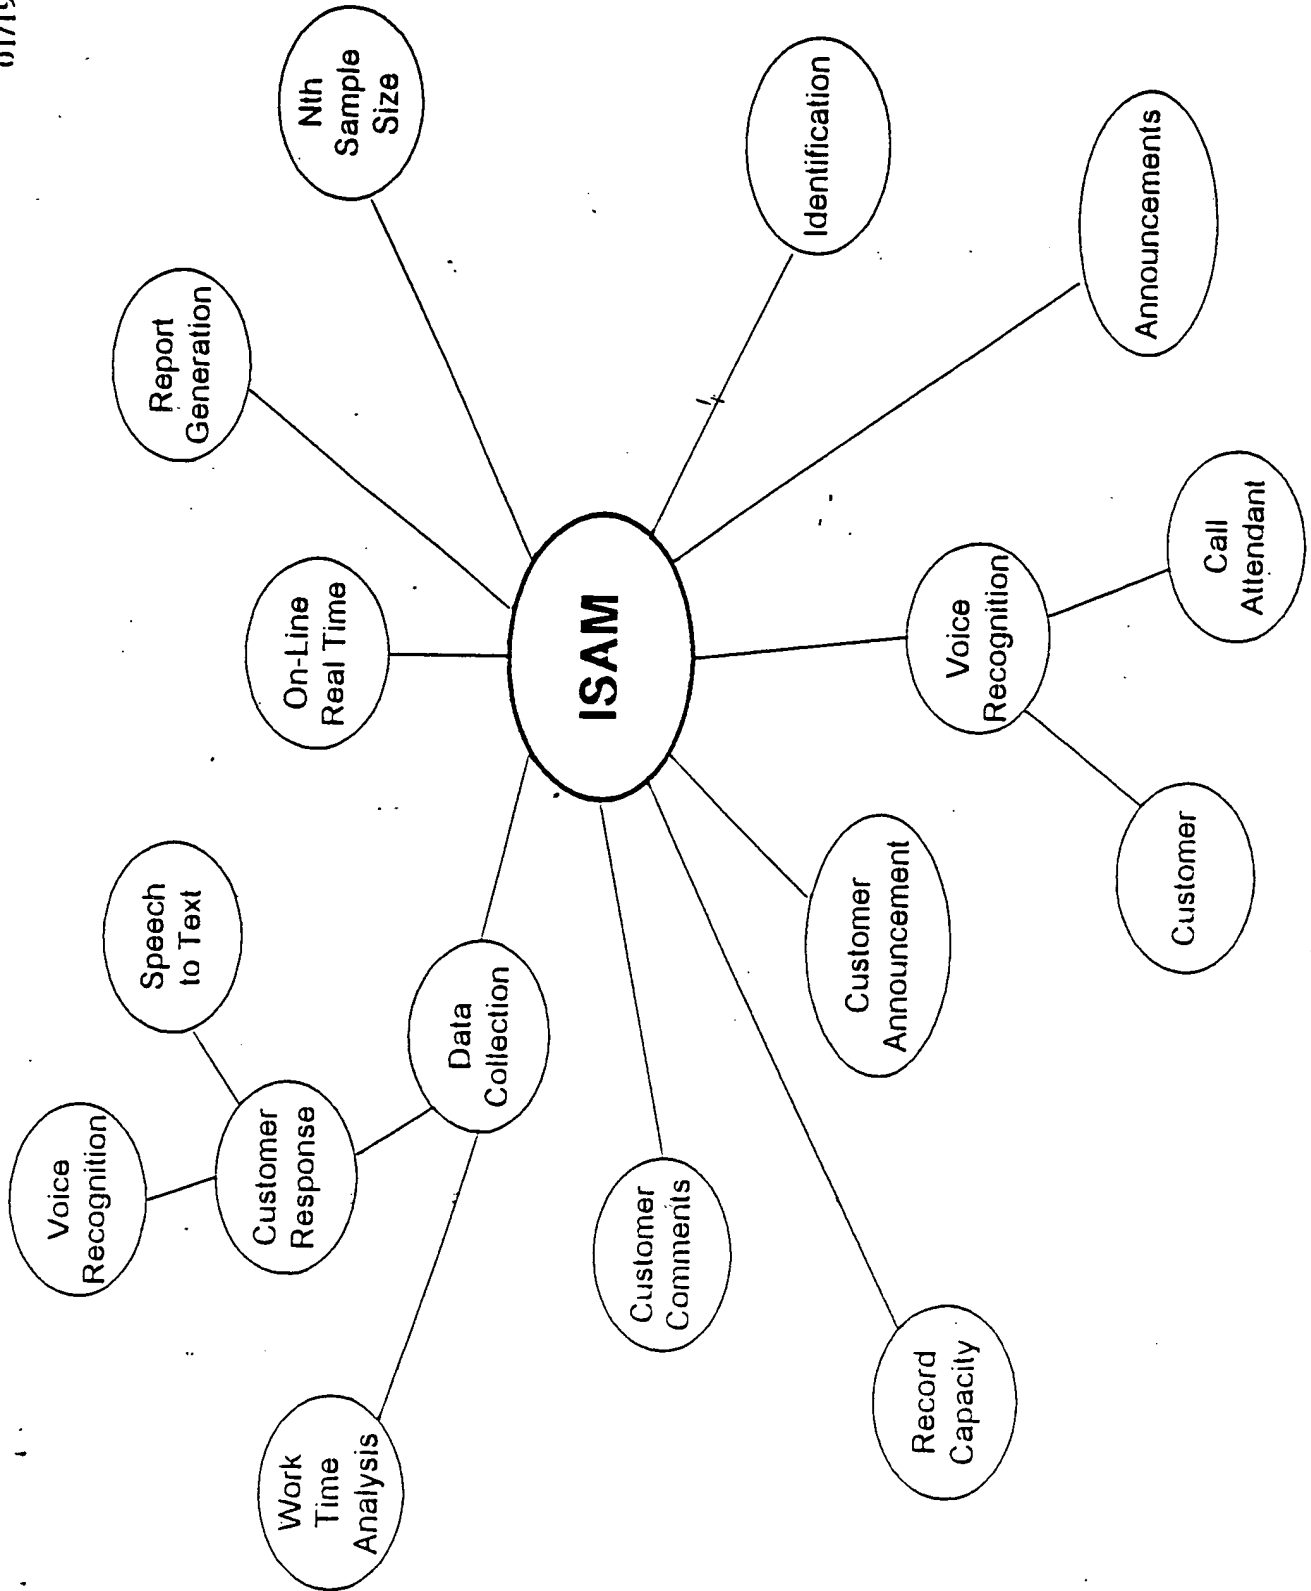 Voice
Recognition
Speech
to Text
Report
Generation
Customer
Response
Work
Time
Analysis
On-Line
Real Time
Nth
Sample
Size
Data
Collection
ISAM
Customer
Comments
Identification
Customer
Announcement
Record
Capacity
Voice
Recognition
Announcements
Customer
Call
Attendant